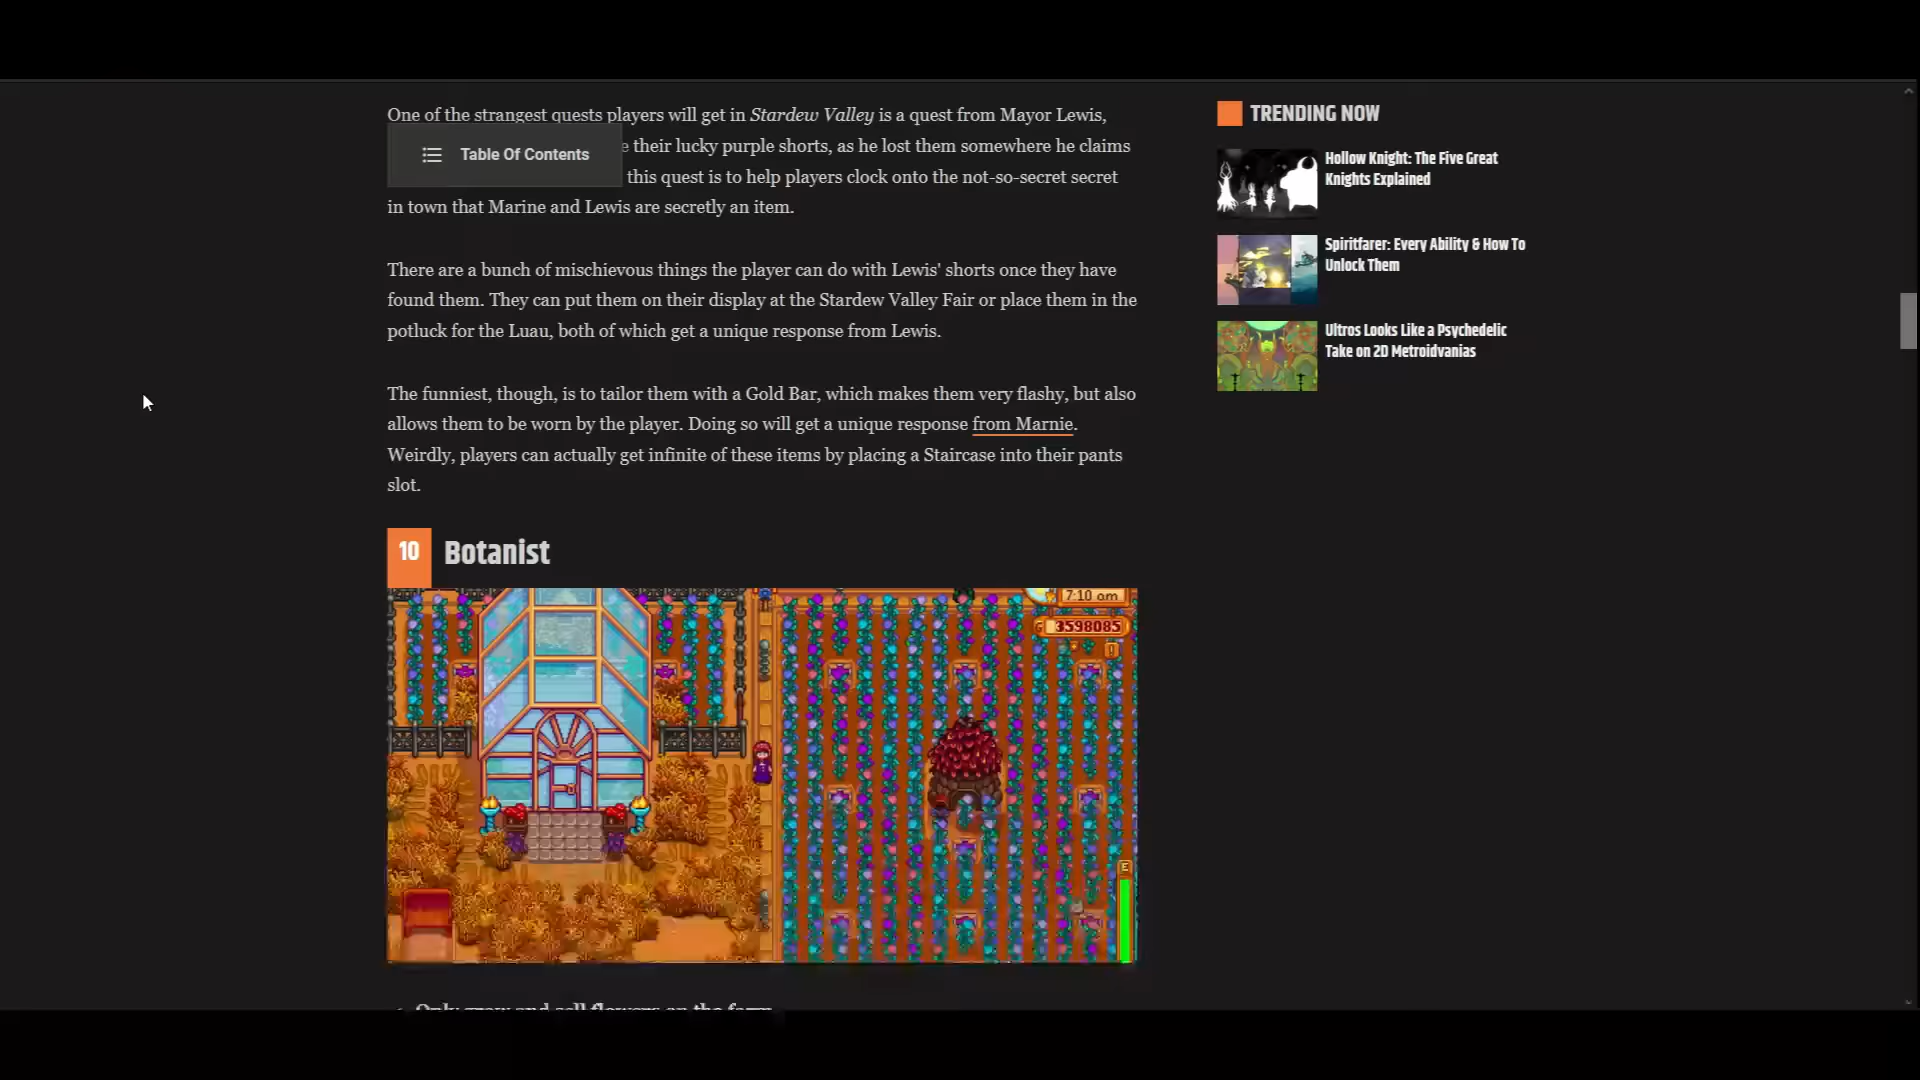 One of the strangest quests players will get in Stardew Valley is a quest from Mayor Lewis,
Table Of Contents
e their lucky purple shorts, as he lost them somewhere he claims
this quest is to help players clock onto the not-so-secret secret
in town that Marine and Lewis are secretly an item.
There are a bunch of mischievous things the player can do with Lewis' shorts once they have
found them. They can put them on their display at the Stardew Valley Fair or place them in the
potluck for the Luau, both of which get a unique response from Lewis.
The funniest, though, is to tailor them with a Gold Bar, which makes them very flashy, but also
allows them to be worn by the player. Doing so will get a unique response from Marnie.
Weirdly, players can actually get infinite of these items by placing a Staircase into their pants
slot.
10 Botanist
7:10 am
3598085
E
Only grow and sell flowers on the farm
TRENDING NOW
Hollow Knight: The Five Great
Knights Explained
Spiritfarer: Every Ability & How To
Unlock Them
Ultros Looks Like a Psychedelic
Take on 2D Metroidvanias